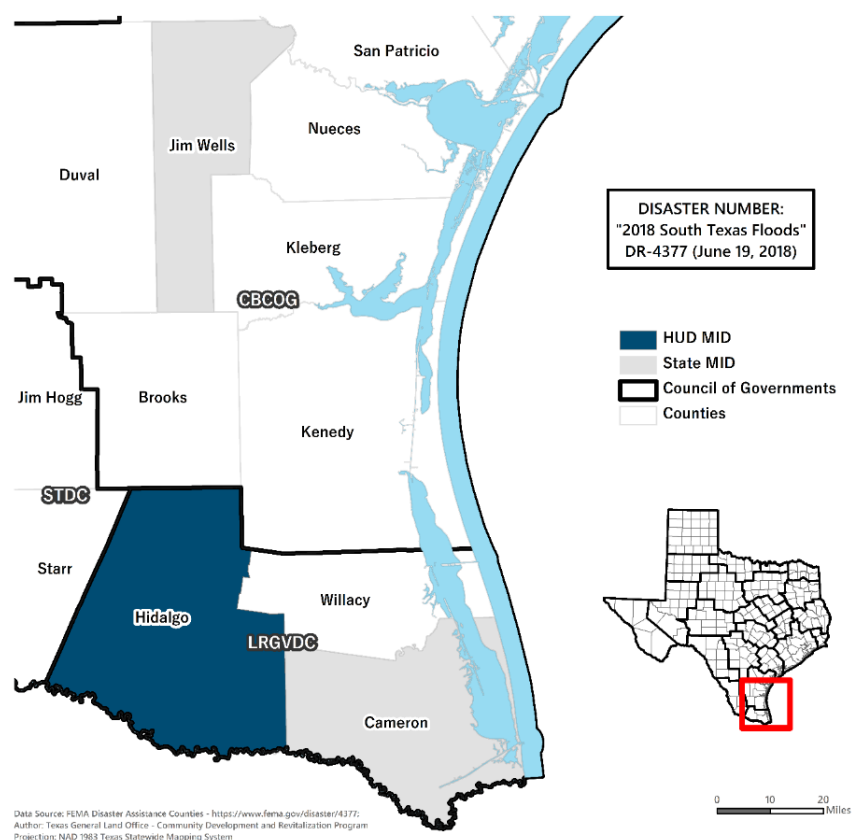 San Patricio
Nueces
Jim Wells
Duval
Kleberg
CBCOG
Jim Hogg
Brooks
Kenedy
STDC
Starr
Hidalgo
Willacy
LRGVDC
Cameron
DISASTER NUMBER:
"2018 South Texas Floods"
DR-4377 (June 19, 2018)
HUD MID
State MID
Council of Governments
Counties
0 10 20
Miles
Data Source: FEMA Disaster Assistance Counties - https://www.fema.gov/disaster/4377;
Author: Texas General Land Office - Community Development and Revitalization Program
Projection: NAD 1983 Texas Statewide Mapping System